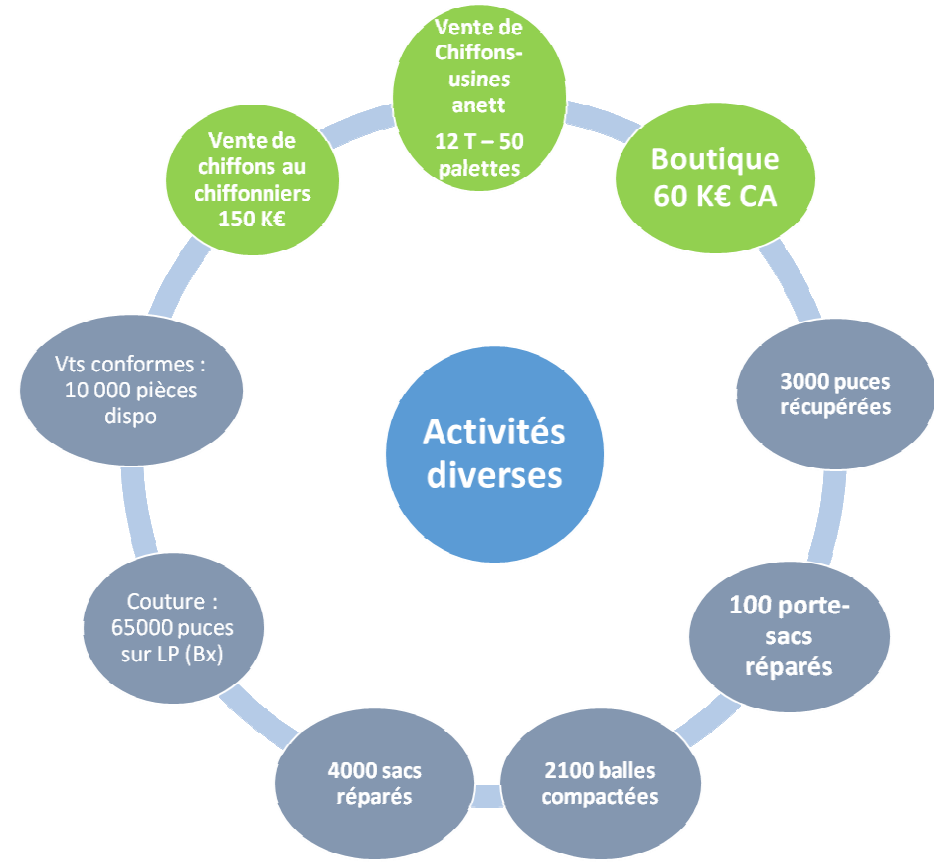 Vente de
Chiffons-
usines
anett
12 T – 50
palettes
Boutique
60 K€ CA
3000 puces
récupérées
100 porte-
sacs
réparés
2100 balles
compactées
4000 sacs
réparés
Couture :
65000 puces
sur LP (Bx)
Vts conformes :
10 000 pièces
dispo
Vente de
chiffons au
chiffonniers
150 K€
Activités
diverses